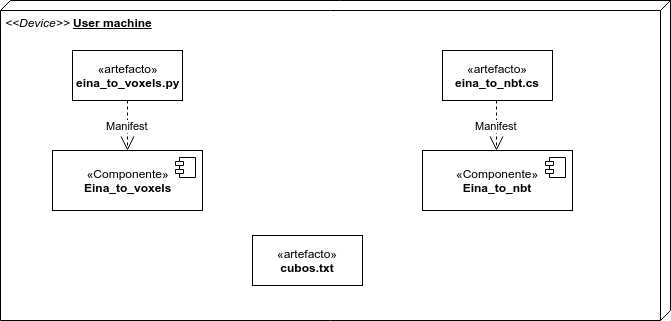 <<Device>> User machine
«artefacto»
eina_to_voxels.py
«artefacto»
eina_to_nbt.cs
Manifest
Manifest
«Componente»
Eina_to_voxels
«Componente»
Eina_to_nbt
«artefacto»
cubos.txt